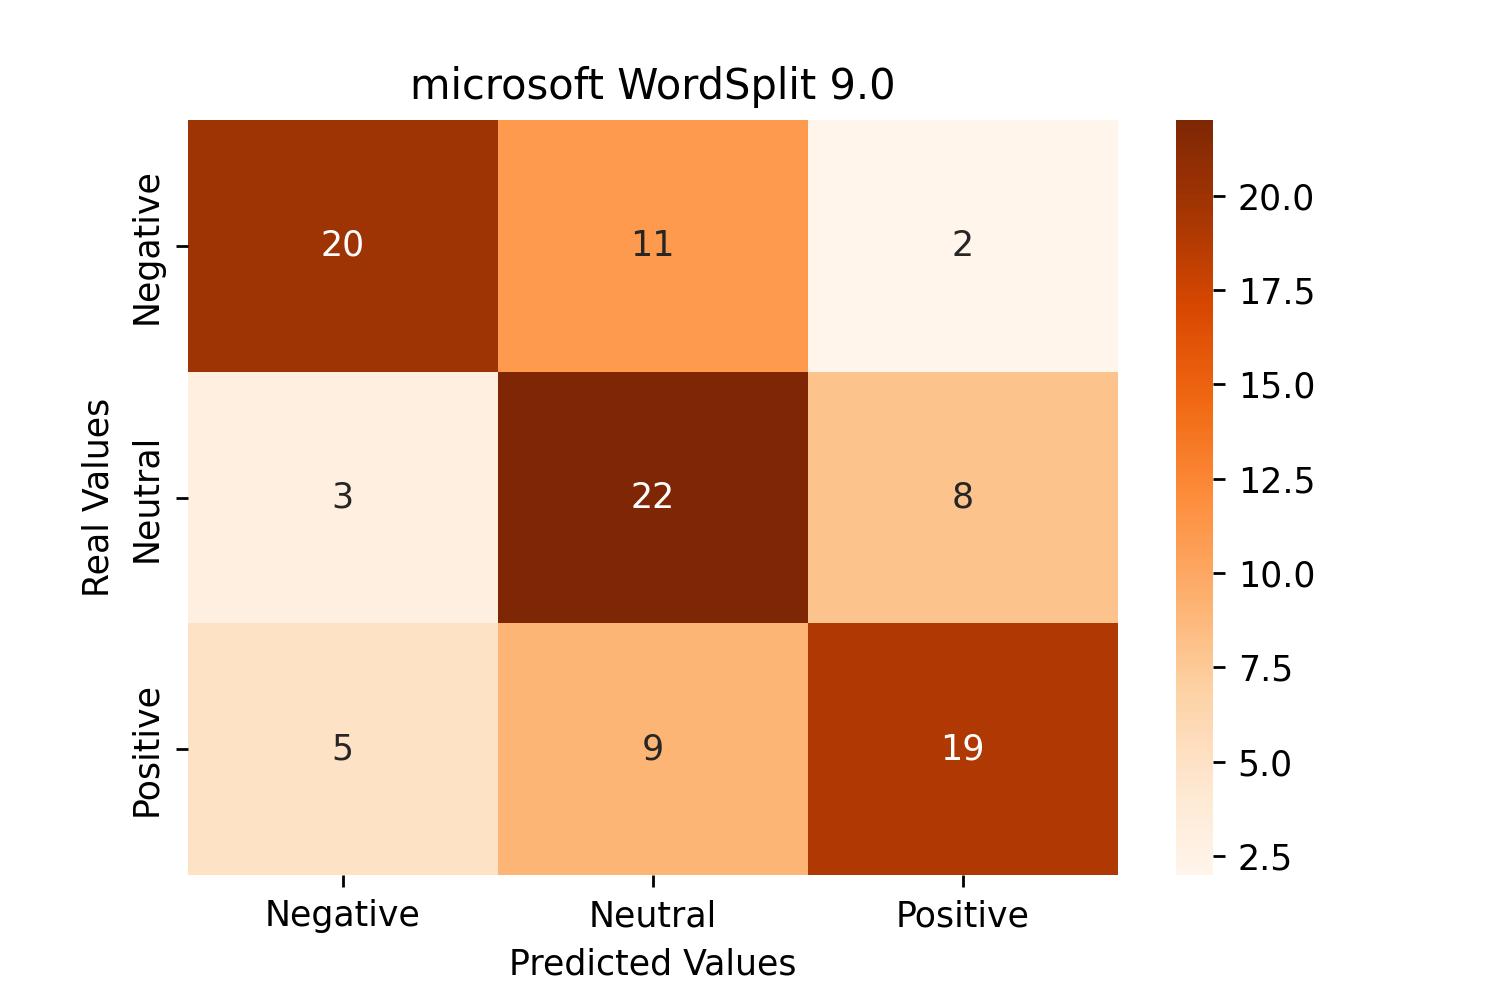 microsoft WordSplit 9.0
Real Values
Negative
20 11 2
Neutral
3 22 8
Positive
5 9 19
Negative Neutral Positive
Predicted Values
20.0
17.5
15.0
12.5
10.0
7.5
5.0
2.5